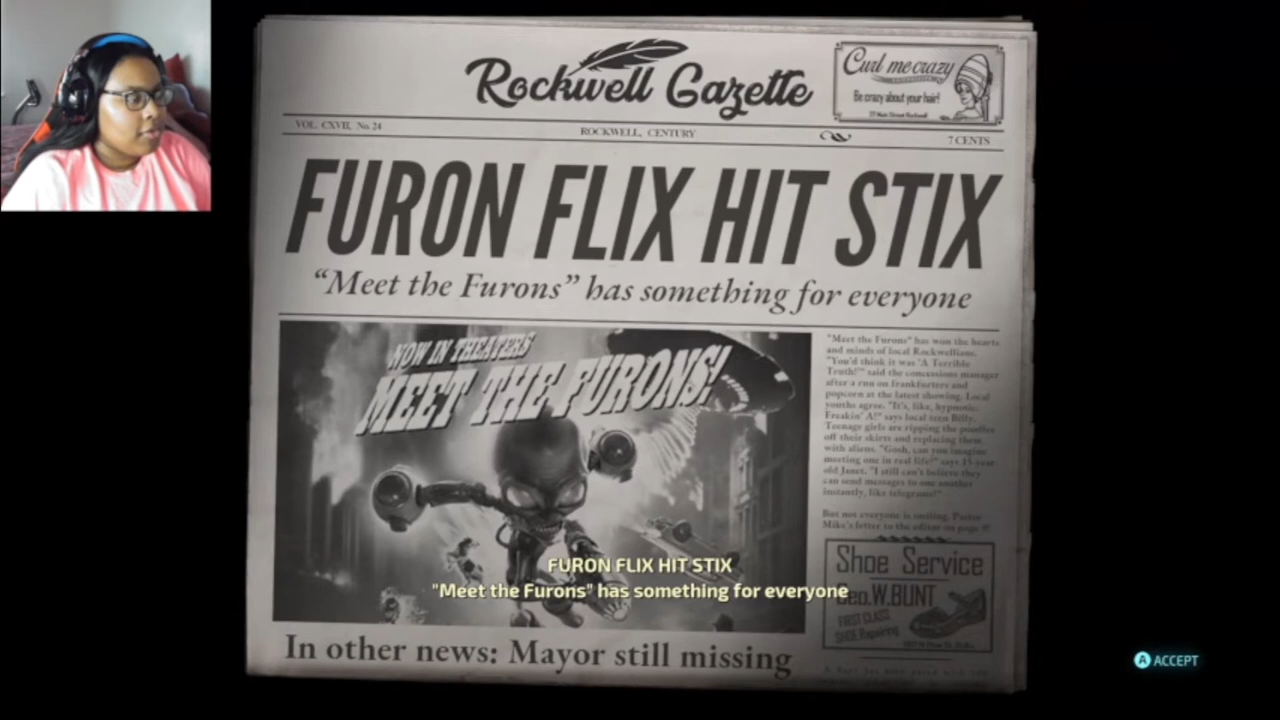 Rockwell Gazette
Curl me crazy
Be crazy about your hair!
27 Main Street Rockwell
VOL. CXVII, No. 24
ROCKWELL, CENTURY
7 CENTS
FURON FLIX HIT STIX
“Meet the Furons” has something for everyone
NOW IN THEATERS
MEET THE FURONS!
"Meet the Furons" has won the hearts
and minds of local Rockwellians.
"You'd think it was 'A Terrible
Truth!'" said the concessions manager
after a run on frankfurters and
popcorn at the latest showing. Local
youths agree. "It's, like, hypnotic.
Freakin' A!" says local teen Billy.
Teenage girls are ripping the poodles
off their skirts and replacing them
with aliens. "Gosh, can you imagine
meeting one in real life?" says 15-year-
old Janet. "I still can't believe they
can send messages to one another
instantly, like telegrams!"
But not everyone is smiling. Pastor
Mike's letter to the editor on page
Shoe Service
Geo.W.BUNT
FIRST CLASS
SHOE Repairing
FURON FLIX HIT STIX
"Meet the Furons" has something for everyone
In other news: Mayor still missing
A ACCEPT